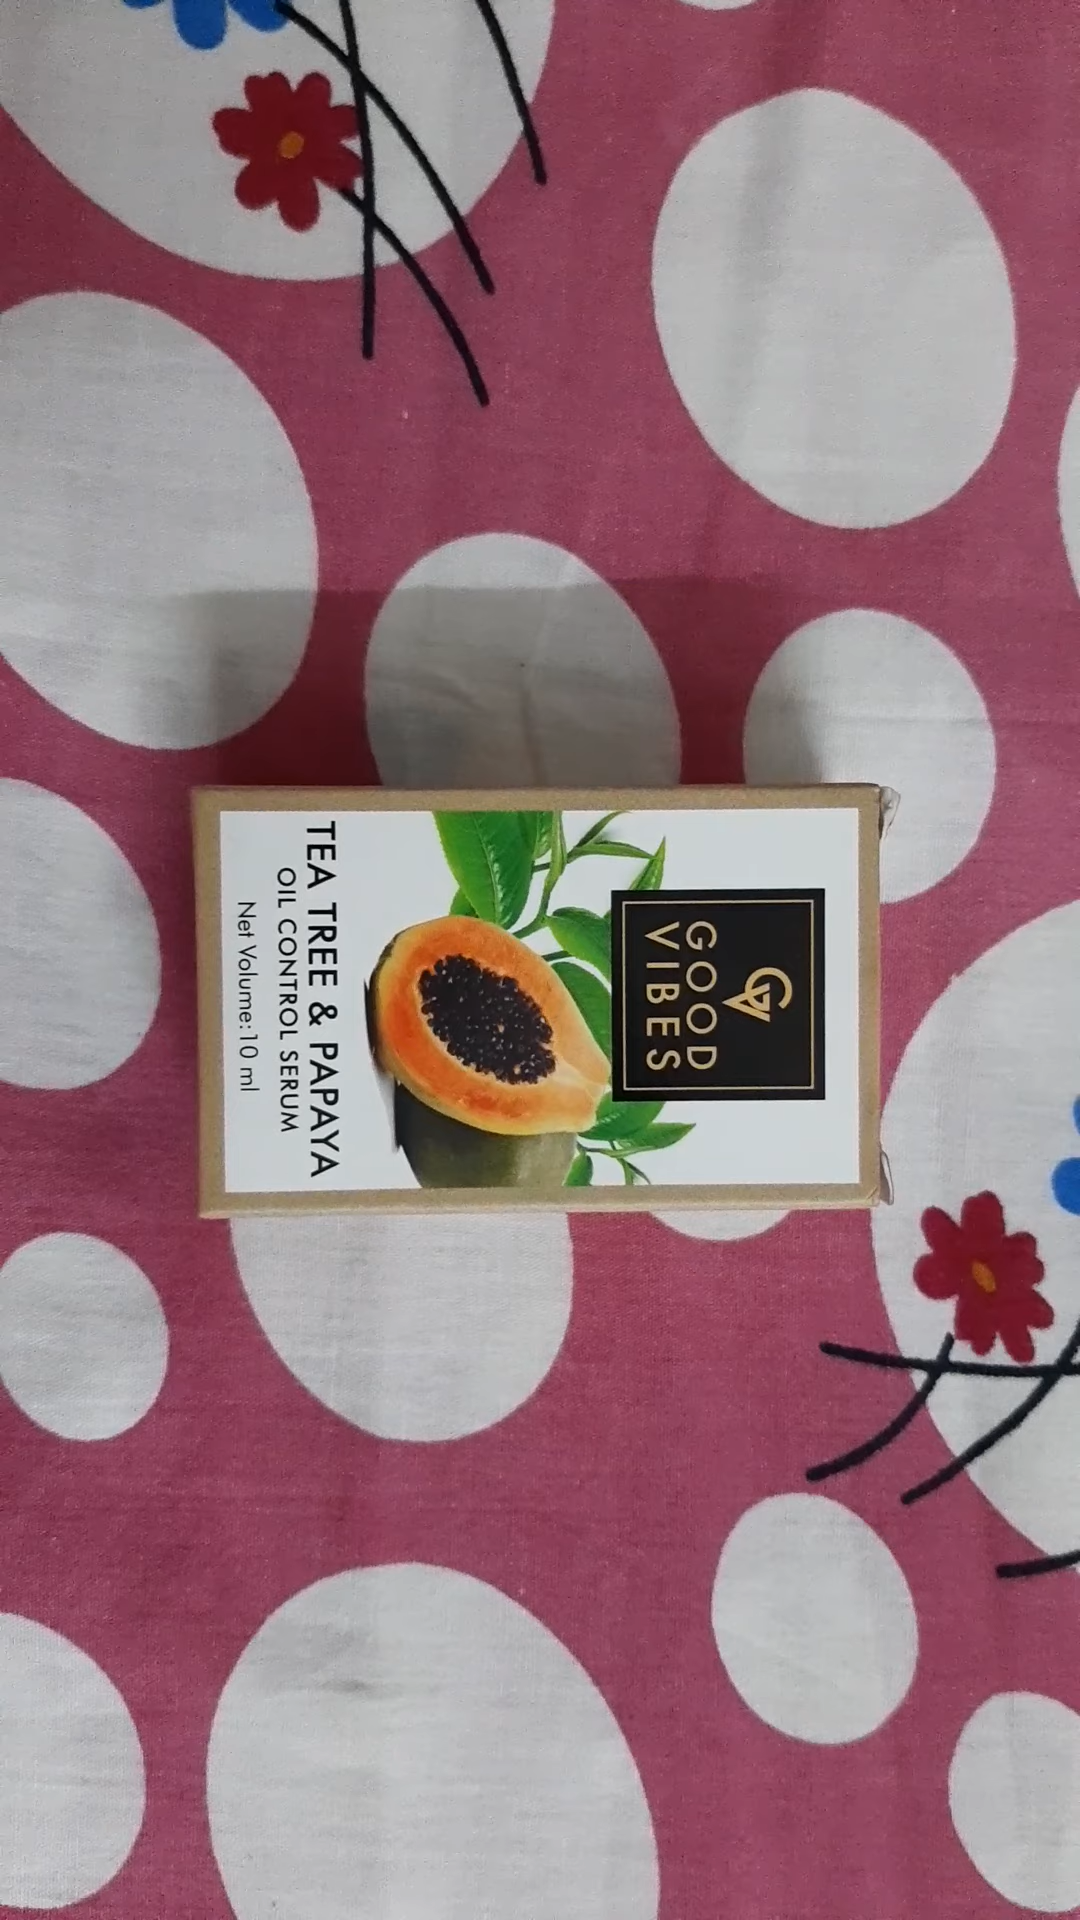 GOOD
VIBES
TEA TREE & PAPAYA
OIL CONTROL SERUM
Net Volume:10 ml